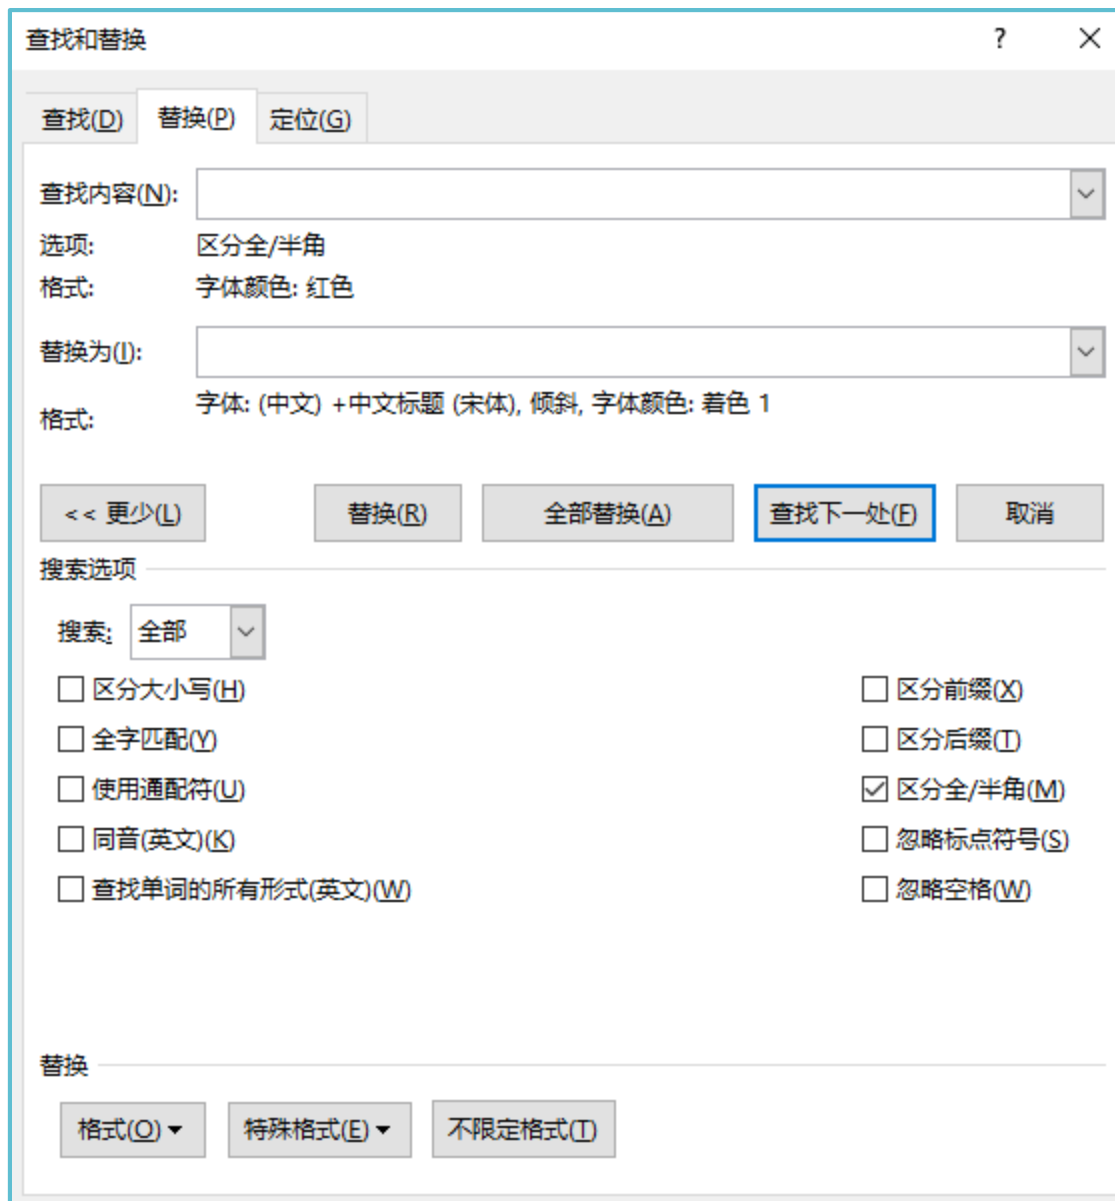 查找和替换
查找(D) 替换(P) 定位(G)
查找内容(N):
选项: 区分全/半角
格式: 字体颜色: 红色
替换为(I):
格式: 字体: (中文) +中文标题 (宋体), 倾斜, 字体颜色: 着色 1
<< 更少(L) 替换(R) 全部替换(A) 查找下一处(F) 取消
搜索选项
搜索: 全部
区分大小写(H) 区分前缀(X)
全字匹配(Y) 区分后缀(T)
使用通配符(U) 区分全/半角(M)
同音(英文)(K) 忽略标点符号(S)
查找单词的所有形式(英文)(W) 忽略空格(W)
替换
格式(O) 特殊格式(E) 不限定格式(T)